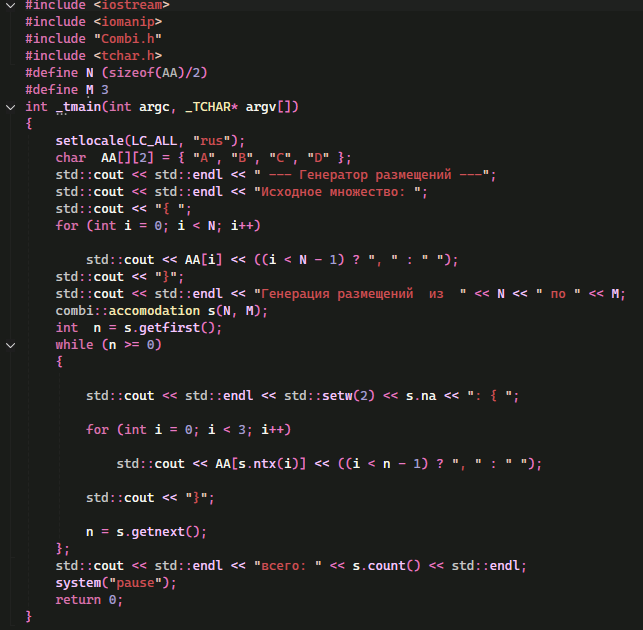 #include <iostream>
#include <iomanip>
#include "Combi.h"
#include <tchar.h>
#define N (sizeof(AA)/2)
#define M 3
int _tmain(int argc, _TCHAR* argv[])
{
    setlocale(LC_ALL, "rus");
    char  AA[][2] = { "A", "B", "C", "D" };
    std::cout << std::endl << " --- Генератор размещений ---";
    std::cout << std::endl << "Исходное множество: ";
    std::cout << "{ ";
    for (int i = 0; i < N; i++)
        std::cout << AA[i] << ((i < N - 1) ? ", " : " ");
    std::cout << "}";
    std::cout << std::endl << "Генерация размещений  из  " << N << " по " << M;
    combi::accomodation s(N, M);
    int  n = s.getfirst();
    while (n >= 0)
    {
        std::cout << std::endl << std::setw(2) << s.na << ": { ";
        for (int i = 0; i < 3; i++)
            std::cout << AA[s.ntx(i)] << ((i < n - 1) ? ", " : " ");
        std::cout << "}";
        n = s.getnext();
    };
    std::cout << std::endl << "всего: " << s.count() << std::endl;
    system("pause");
    return 0;
}